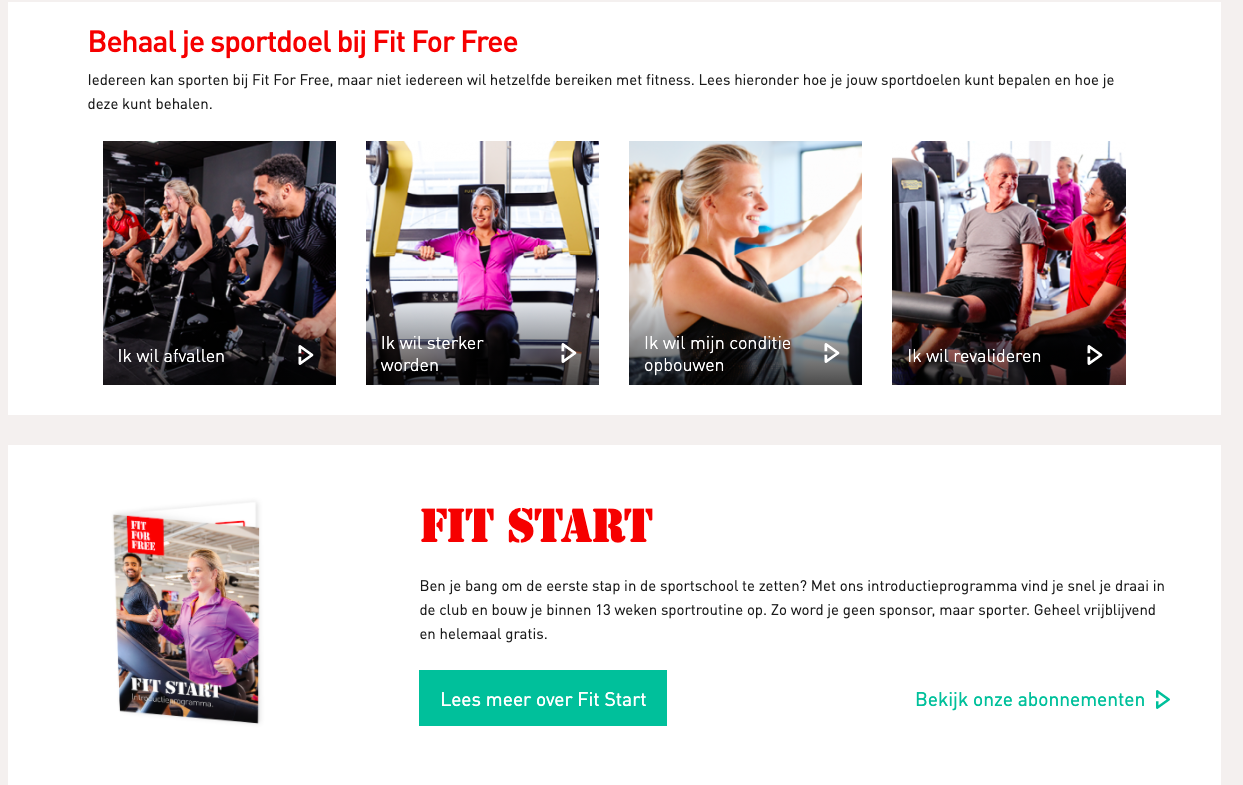 Behaal je sportdoel bij Fit For Free
Iedereen kan sporten bij Fit For Free, maar niet iedereen wil hetzelfde bereiken met fitness. Lees hieronder hoe je jouw sportdoelen kunt bepalen en hoe je
deze kunt behalen.
Ik wil afvallen
Ik wil sterker
worden
Ik wil mijn conditie
opbouwen
Ik wil revalideren
FIT
FOR
FREE
FIT START
Introductieprogramma.
FIT START
Ben je bang om de eerste stap in de sportschool te zetten? Met ons introductieprogramma vind je snel je draai in
de club en bouw je binnen 13 weken sportroutine op. Zo word je geen sponsor, maar sporter. Geheel vrijblijvend
en helemaal gratis.
Lees meer over Fit Start
Bekijk onze abonnementen